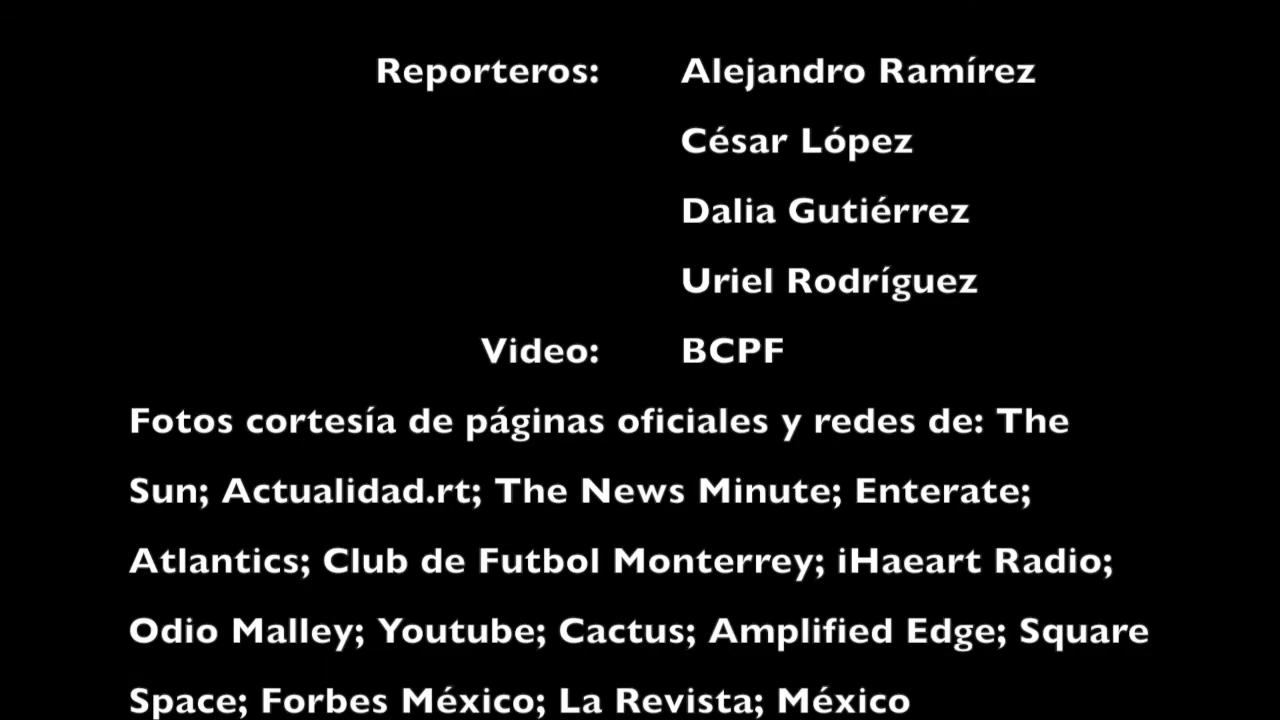 Reporteros: Alejandro Ramírez
César López
Dalia Gutiérrez
Uriel Rodríguez
Video: BCPF
Fotos cortesía de páginas oficiales y redes de: The
Sun; Actualidad.rt; The News Minute; Enterate;
Atlantics; Club de Futbol Monterrey; iHaeart Radio;
Odio Malley; Youtube; Cactus; Amplified Edge; Square
Space; Forbes México; La Revista; México